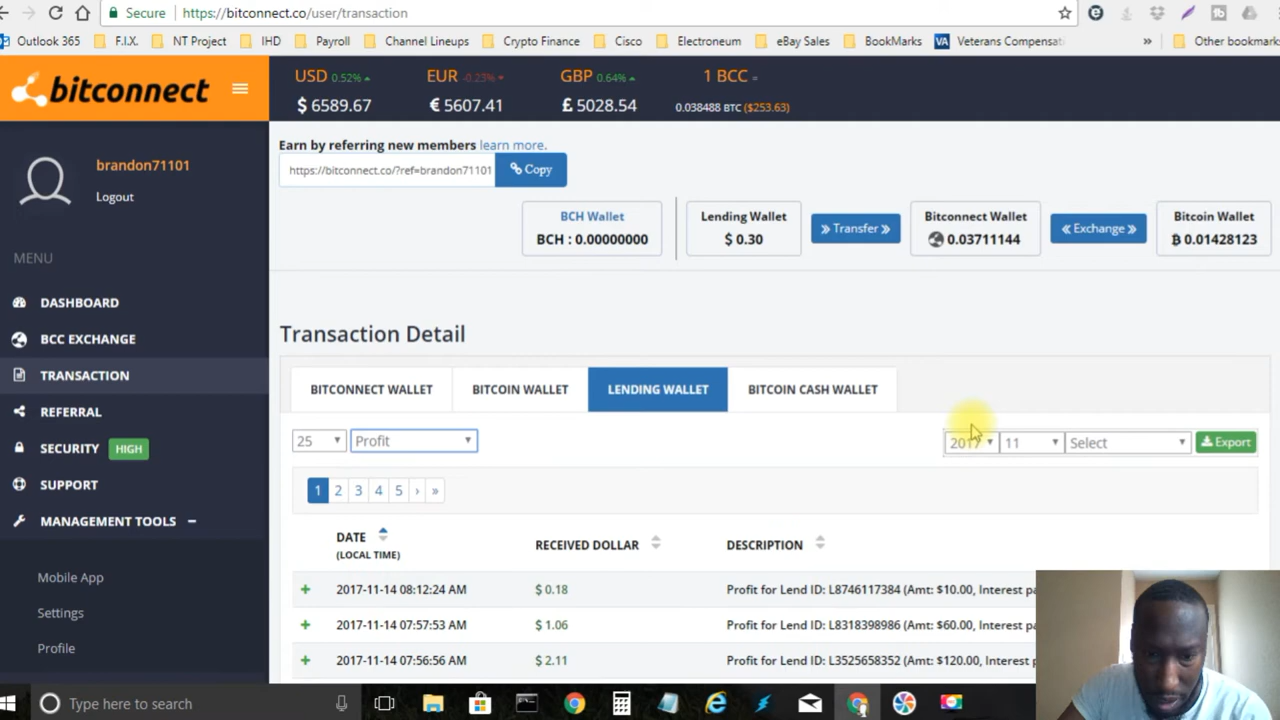 Secure https://bitconnect.co/user/transaction
Outlook 365 F.I.X. NT Project IHD Payroll Channel Lineups Crypto Finance Cisco Electroneum eBay Sales BookMarks VA Veterans Compensati » Other bookmarks
bitconnect
USD 0.52% EUR -0.23% GBP 0.64% 1 BCC =
$ 6589.67 € 5607.41 £ 5028.54 0.038488 BTC ($253.63)
Earn by referring new members learn more.
https://bitconnect.co/?ref=brandon71101 Copy
brandon71101
Logout
BCH Wallet
BCH : 0.00000000
Lending Wallet
$ 0.30
» Transfer »
Bitconnect Wallet
0.03711144
« Exchange »
Bitcoin Wallet
฿ 0.01428123
MENU
DASHBOARD
BCC EXCHANGE
TRANSACTION
REFERRAL
SECURITY HIGH
SUPPORT
MANAGEMENT TOOLS −
Mobile App
Settings
Profile
Transaction Detail
BITCONNECT WALLET BITCOIN WALLET LENDING WALLET BITCOIN CASH WALLET
25 Profit 2017 11 Select Export
1 2 3 4 5 › »
DATE RECEIVED DOLLAR DESCRIPTION
(LOCAL TIME)
+ 2017-11-14 08:12:24 AM $ 0.18 Profit for Lend ID: L8746117384 (Amt: $10.00, Interest pa
+ 2017-11-14 07:57:53 AM $ 1.06 Profit for Lend ID: L8318398986 (Amt: $60.00, Interest pa
+ 2017-11-14 07:56:56 AM $ 2.11 Profit for Lend ID: L3525658352 (Amt: $120.00, Interest p
Type here to search